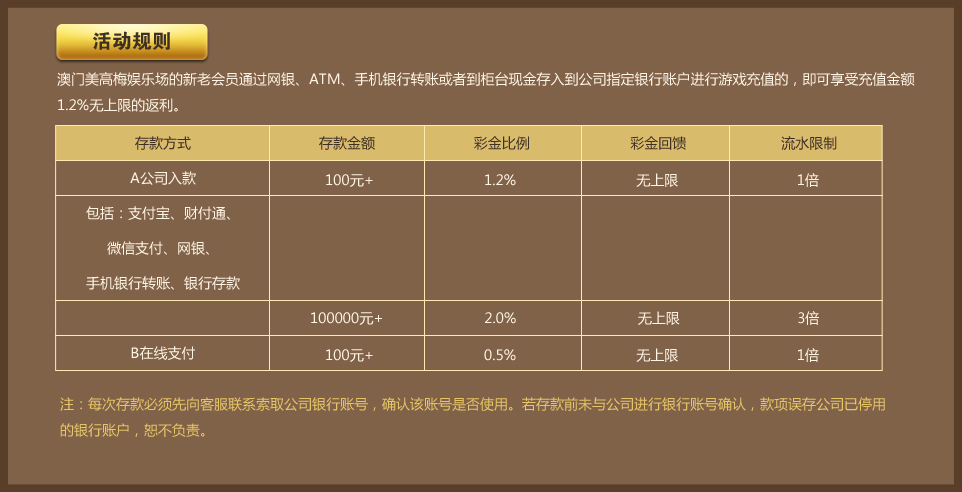 活动规则
澳门美高梅娱乐场的新老会员通过网银、ATM、手机银行转账或者到柜台现金存入到公司指定银行账户进行游戏充值的，即可享受充值金额
1.2%无上限的返利。
存款方式 存款金额 彩金比例 彩金回馈 流水限制
A公司入款 100元+ 1.2% 无上限 1倍
包括：支付宝、财付通、
微信支付、网银、
手机银行转账、银行存款
100000元+ 2.0% 无上限 3倍
B在线支付 100元+ 0.5% 无上限 1倍
注：每次存款必须先向客服联系索取公司银行账号，确认该账号是否使用。若存款前未与公司进行银行账号确认，款项误存公司已停用
的银行账户，恕不负责。